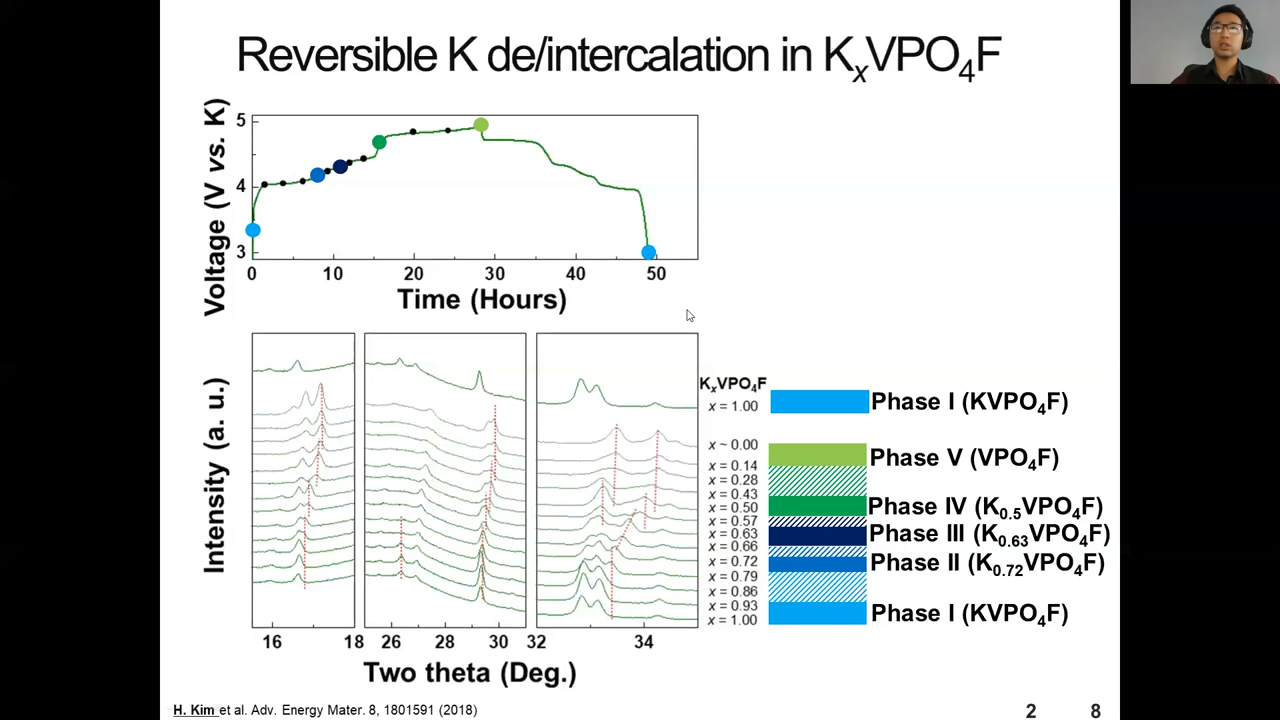 Reversible K de/intercalation in KxVPO4F
Voltage (V vs. K)
5
4
3
0 10 20 30 40 50
Time (Hours)
Intensity (a. u.)
KxVPO4F
x = 1.00
x ~ 0.00
x = 0.14
x = 0.28
x = 0.43
x = 0.50
x = 0.57
x = 0.63
x = 0.66
x = 0.72
x = 0.79
x = 0.86
x = 0.93
x = 1.00
Phase I (KVPO4F)
Phase V (VPO4F)
Phase IV (K0.5VPO4F)
Phase III (K0.63VPO4F)
Phase II (K0.72VPO4F)
Phase I (KVPO4F)
16 18 26 28 30 32 34
Two theta (Deg.)
H. Kim et al. Adv. Energy Mater. 8, 1801591 (2018)
2 8